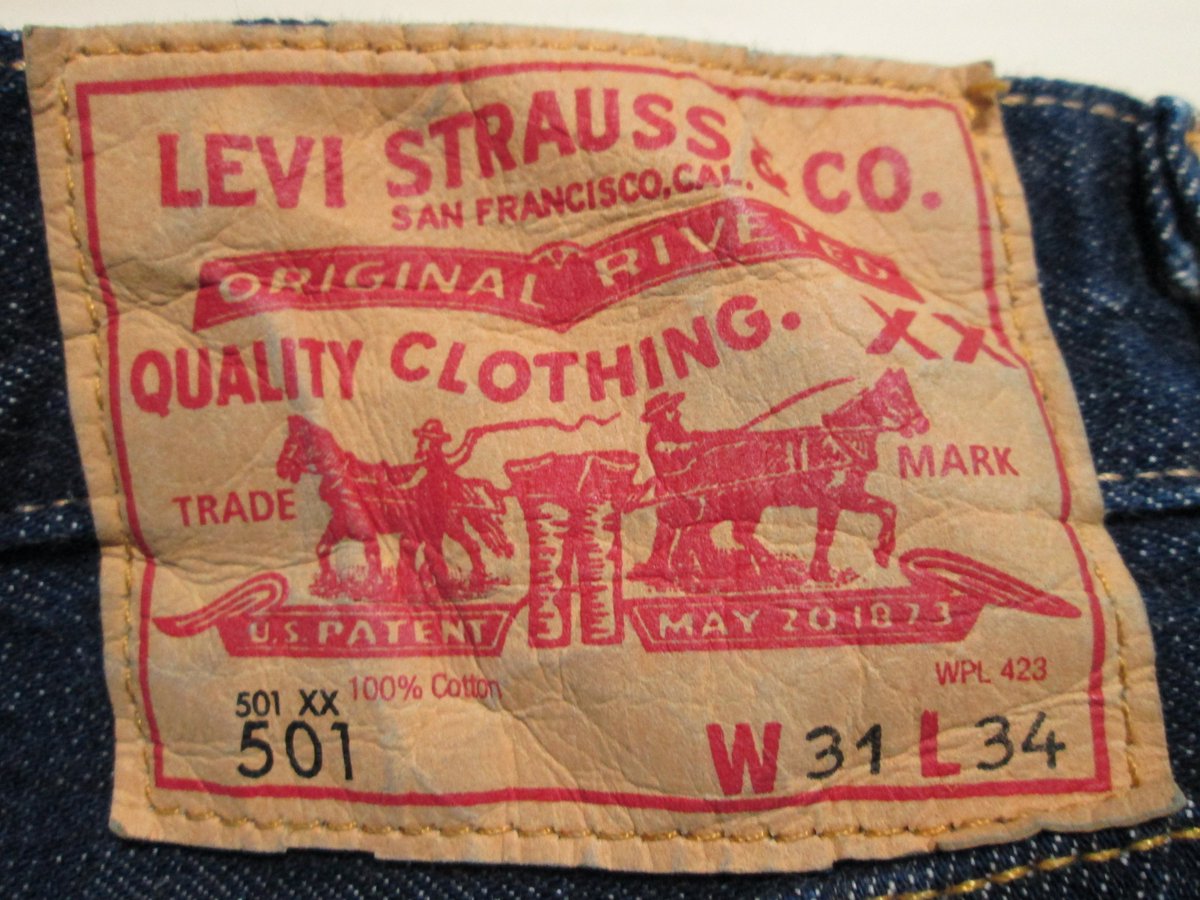 LEVI STRAUSS & CO.
SAN FRANCISCO, CAL.
ORIGINAL RIVETED
QUALITY CLOTHING. XX
TRADE MARK
U.S. PATENT MAY 20 1873
100% Cotton WPL 423
501 XX
501 W 31 L 34